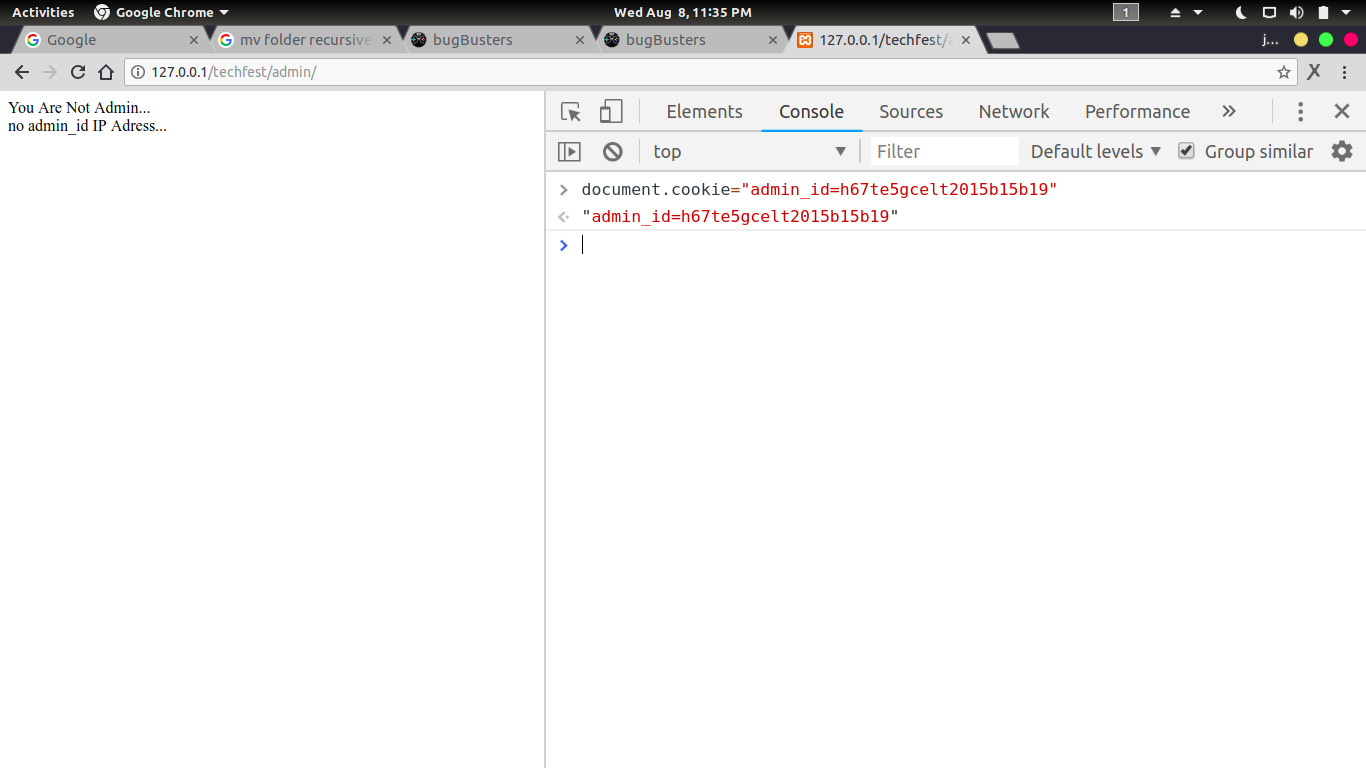 Activities Google Chrome Wed Aug 8, 11:35 PM 1
Google mv folder recursive bugBusters bugBusters 127.0.0.1/techfest/a j...
127.0.0.1/techfest/admin/ X
You Are Not Admin...
no admin_id IP Adress...
Elements Console Sources Network Performance »
top Filter Default levels Group similar
> document.cookie="admin_id=h67te5gcelt2015b15b19"
"admin_id=h67te5gcelt2015b15b19"
>